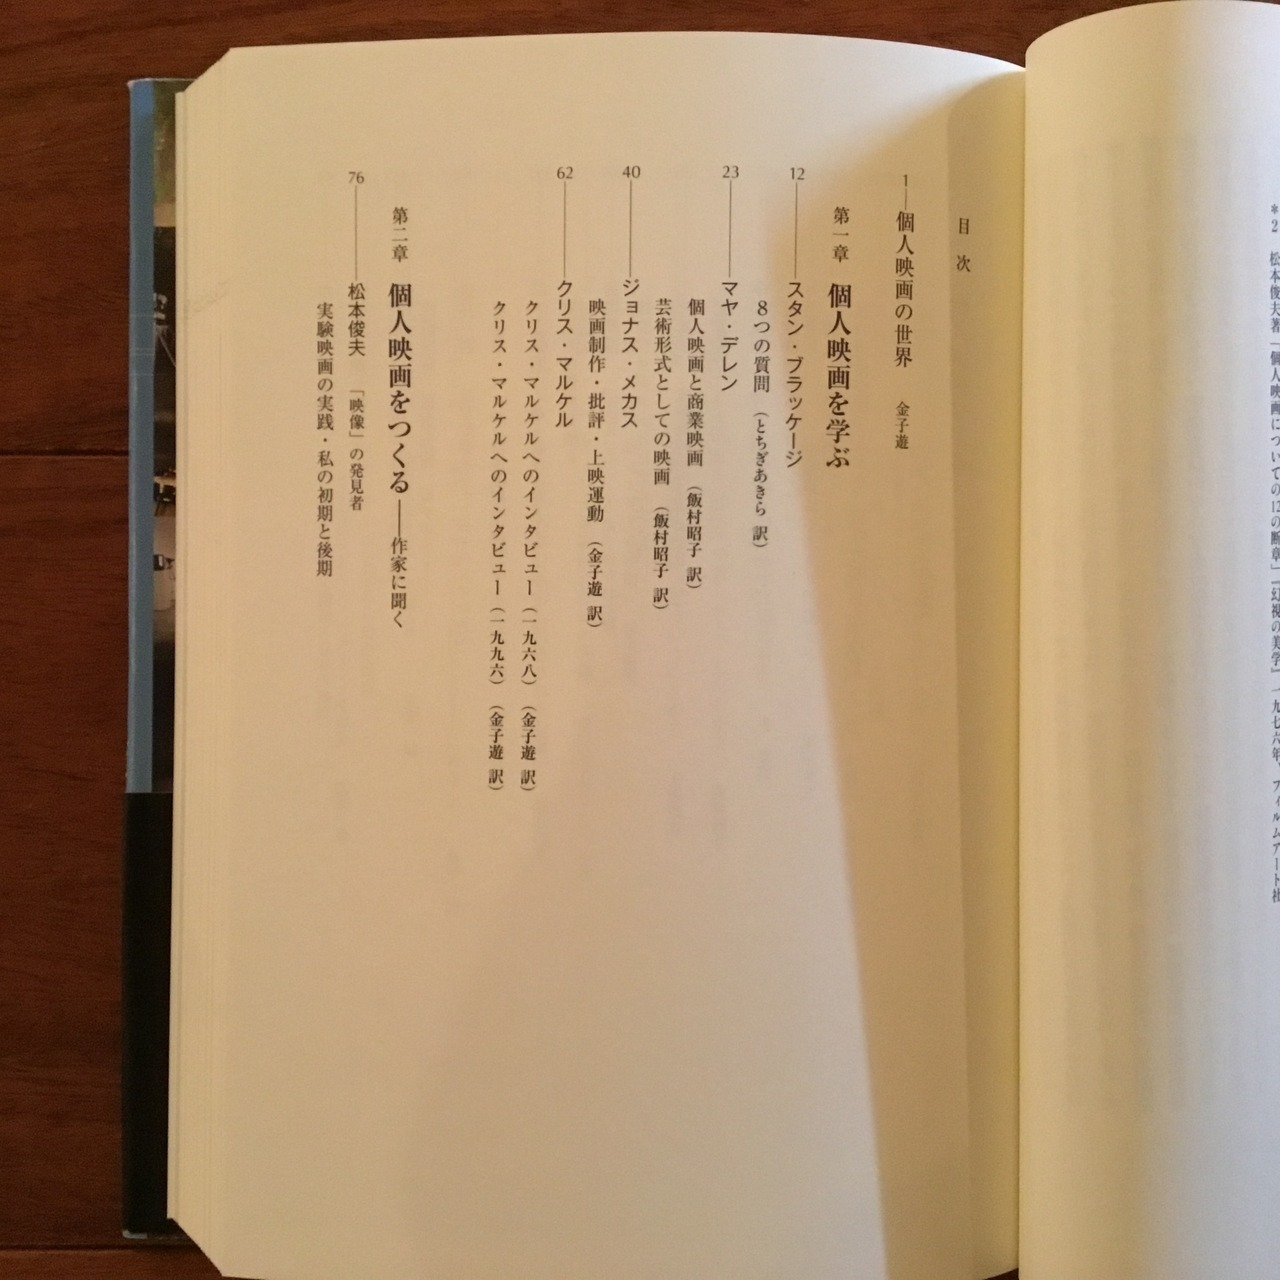 *2 松本俊夫著「個人映画についての12の断章」『幻視の美学』一九七六年、フィルムアート社
目次
1—個人映画の世界 金子遊
第一章 個人映画を学ぶ
12—スタン・ブラッケージ
8つの質問（とちぎあきら 訳）
23—マヤ・デレン
個人映画と商業映画（飯村昭子 訳）
芸術形式としての映画（飯村昭子 訳）
40—ジョナス・メカス
映画制作・批評・上映運動（金子遊 訳）
62—クリス・マルケル
クリス・マルケルへのインタビュー（一九六八）（金子遊 訳）
クリス・マルケルへのインタビュー（一九九六）（金子遊 訳）
第二章 個人映画をつくる——作家に聞く
76—松本俊夫 「映像」の発見者
実験映画の実践・私の初期と後期